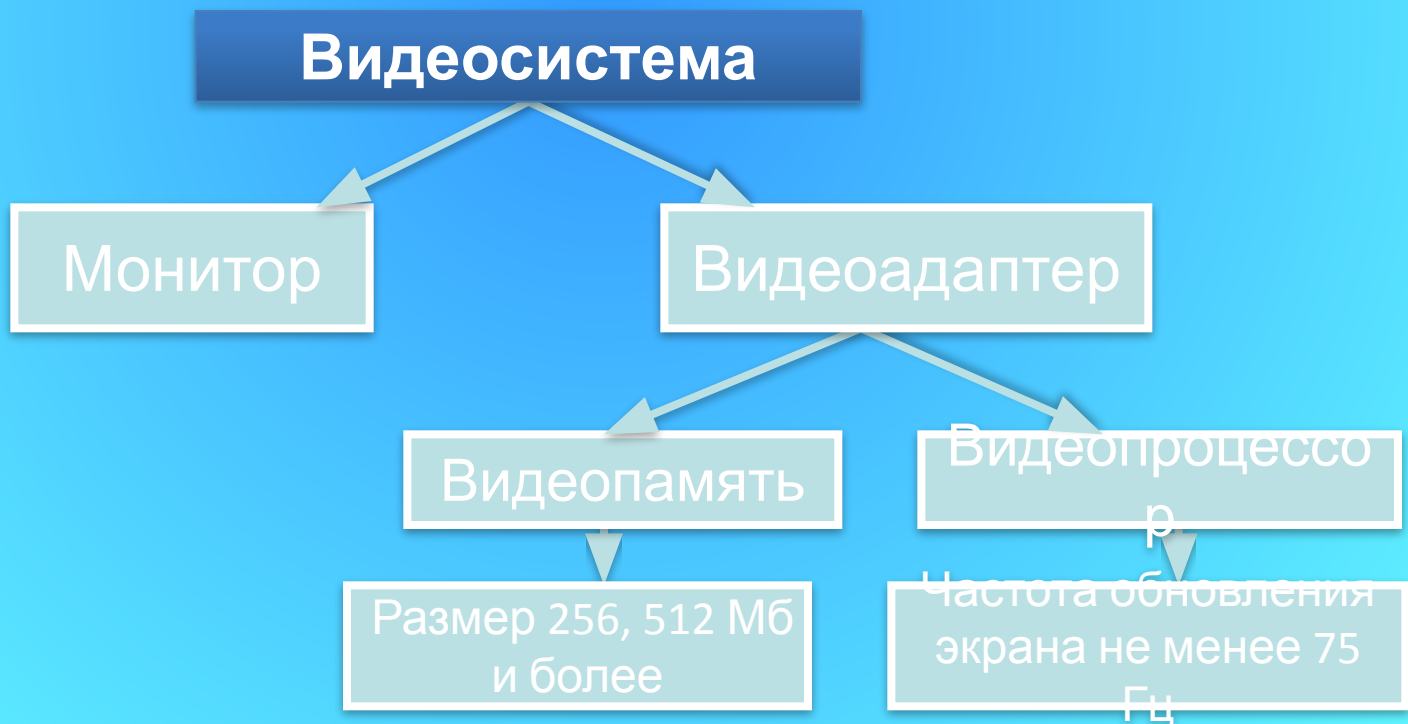 Видеосистема
Монитор
Видеоадаптер
Видеопамять
Видеопроцессо
р
Размер 256, 512 Мб
и более
Частота обновления
экрана не менее 75
Гц